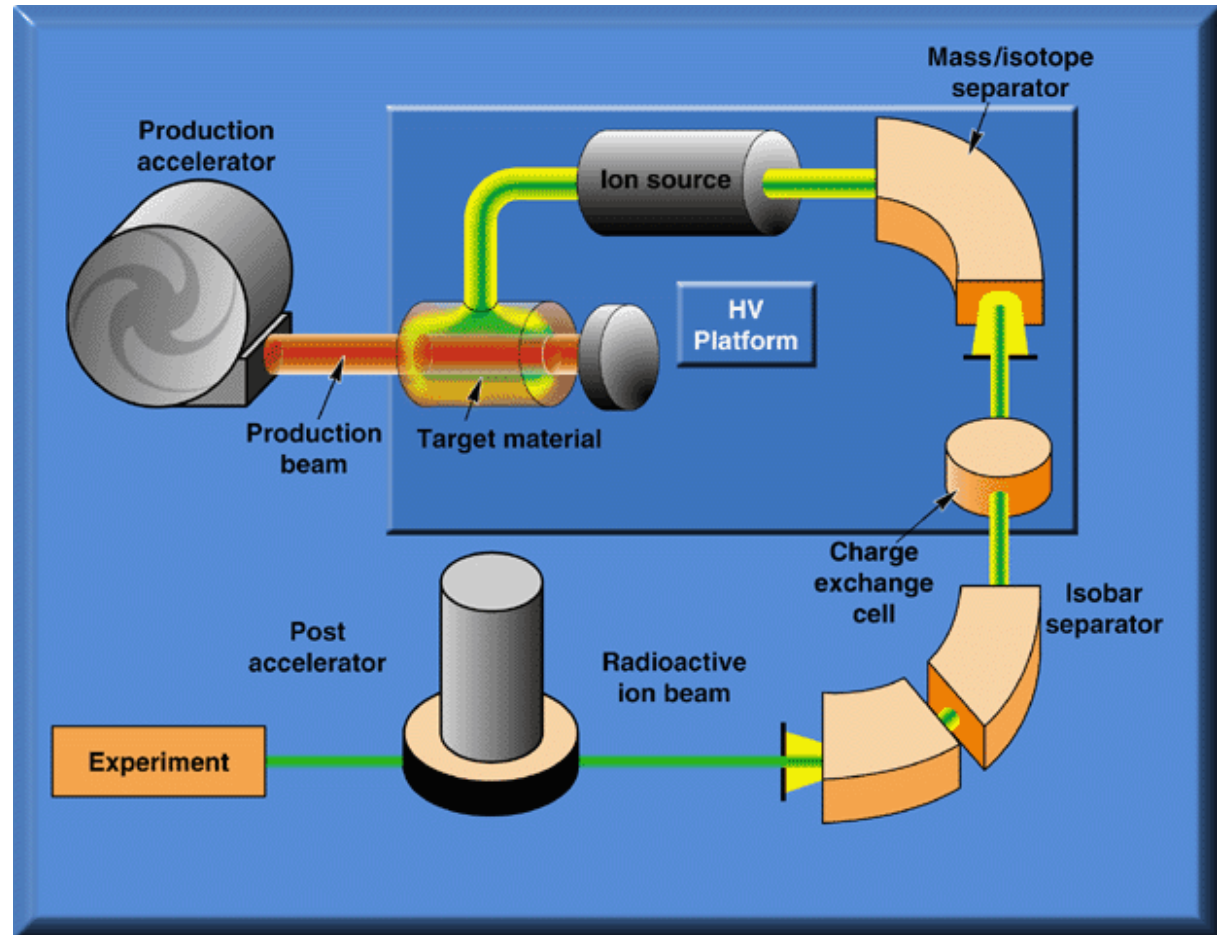 Mass/isotope
separator
Production
accelerator
Ion source
HV
Platform
Production
beam
Target material
Charge
exchange
cell
Isobar
separator
Post
accelerator
Radioactive
ion beam
Experiment